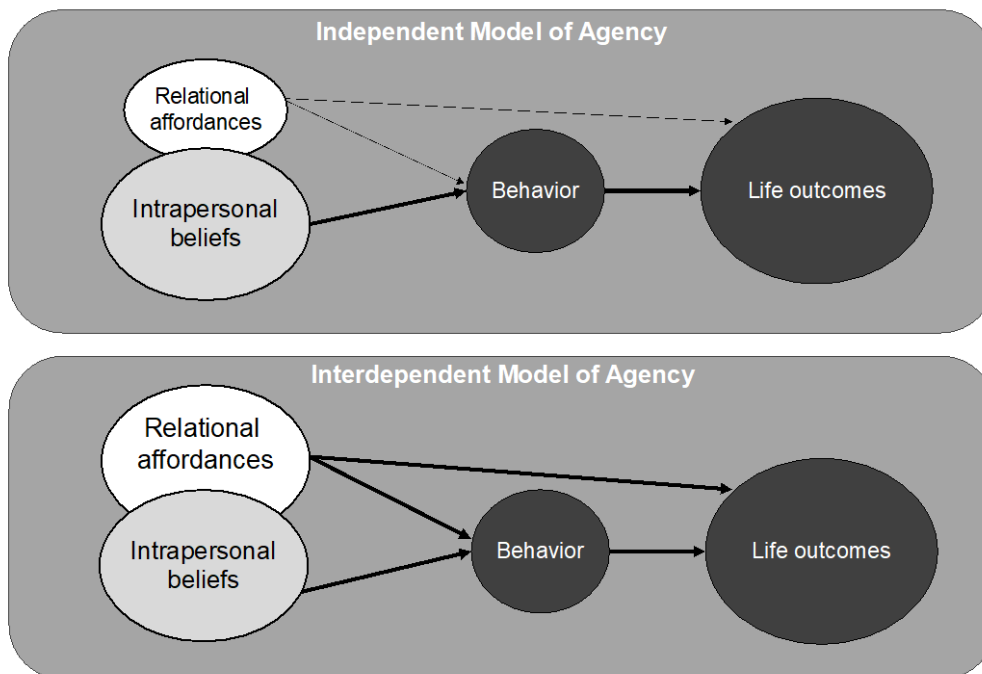 Independent Model of Agency
Relational
affordances
Intrapersonal
beliefs
Behavior
Life outcomes
Interdependent Model of Agency
Relational
affordances
Intrapersonal
beliefs
Behavior
Life outcomes